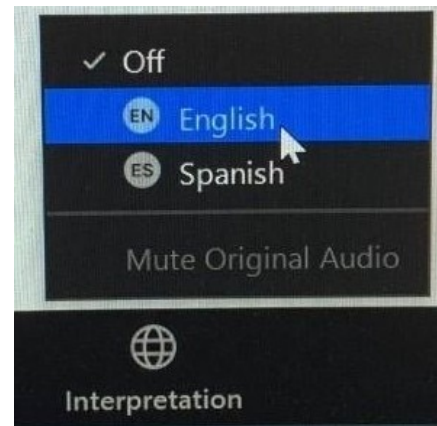 Off
EN English
ES Spanish
Mute Original Audio
Interpretation